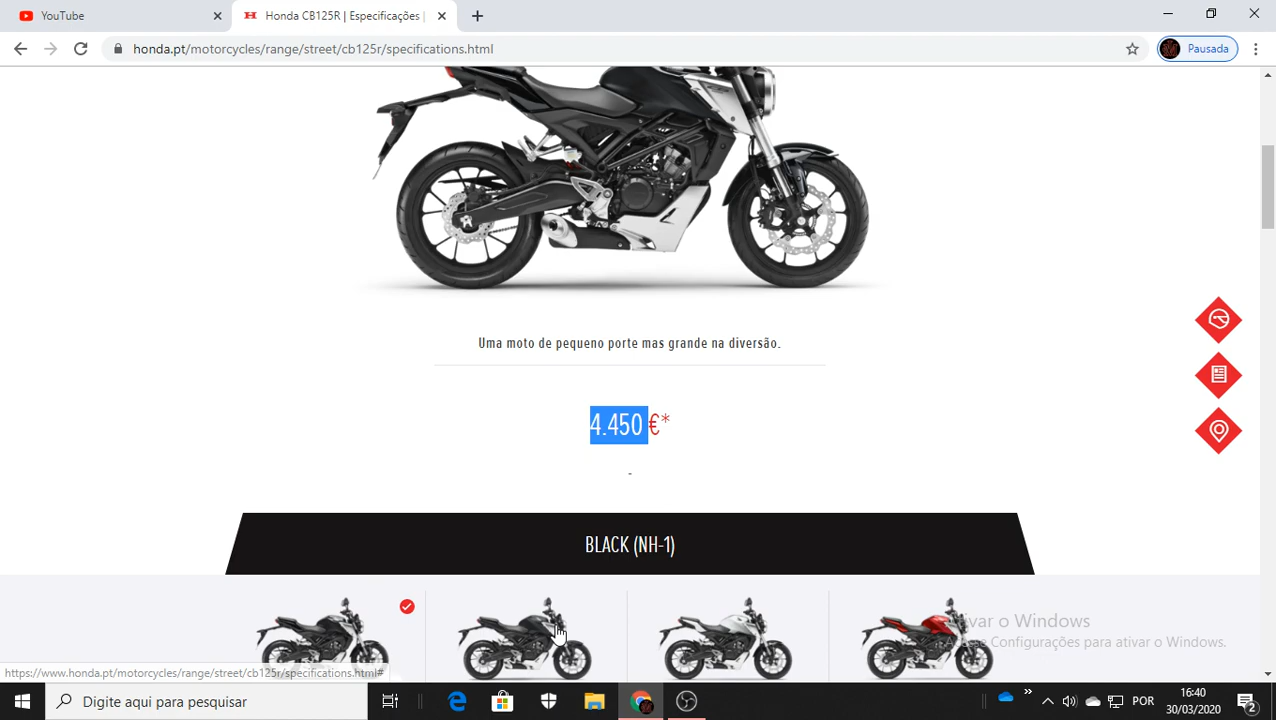 YouTube
Honda CB125R | Especificações |
honda.pt/motorcycles/range/street/cb125r/specifications.html
Pausada
Uma moto de pequeno porte mas grande na diversão.
4.450 €*
-
BLACK (NH-1)
Ativar o Windows
Configurações para ativar o Windows.
https://www.honda.pt/motorcycles/range/street/cb125r/specifications.html#
Digite aqui para pesquisar
POR
16:40
30/03/2020
2